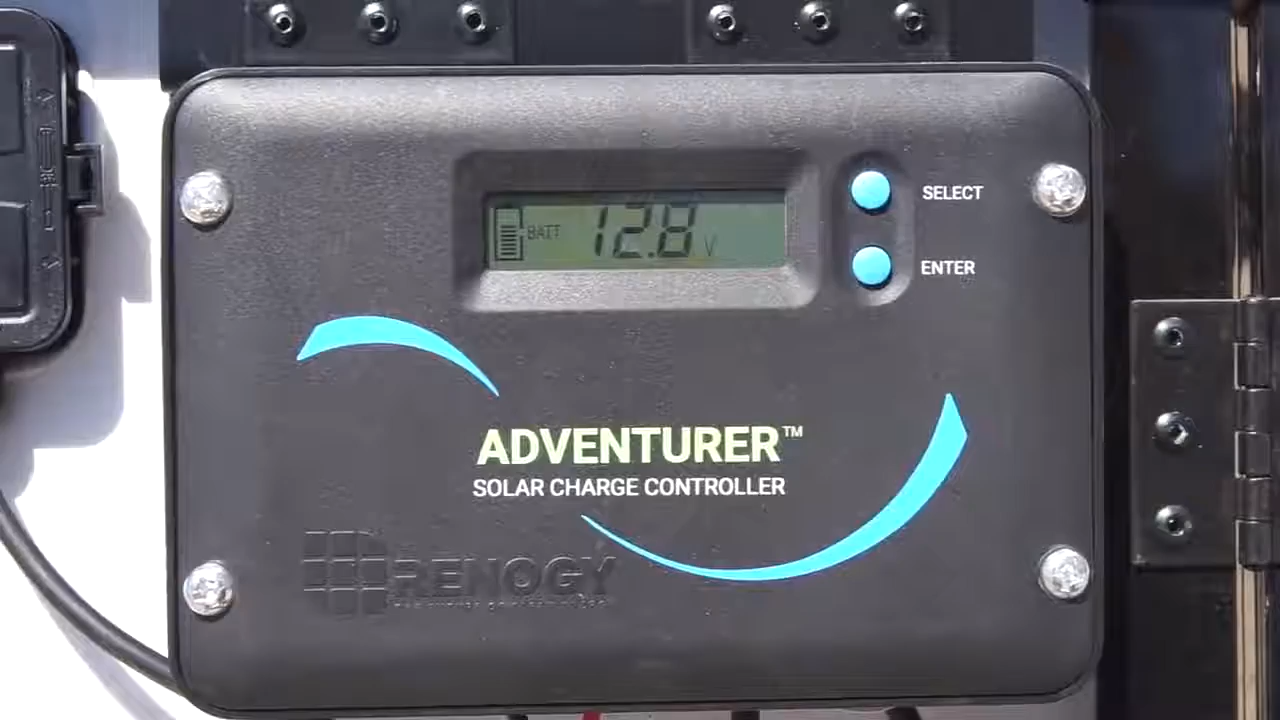 BATT 12.8 V
SELECT
ENTER
ADVENTURER™
SOLAR CHARGE CONTROLLER
RENOGY